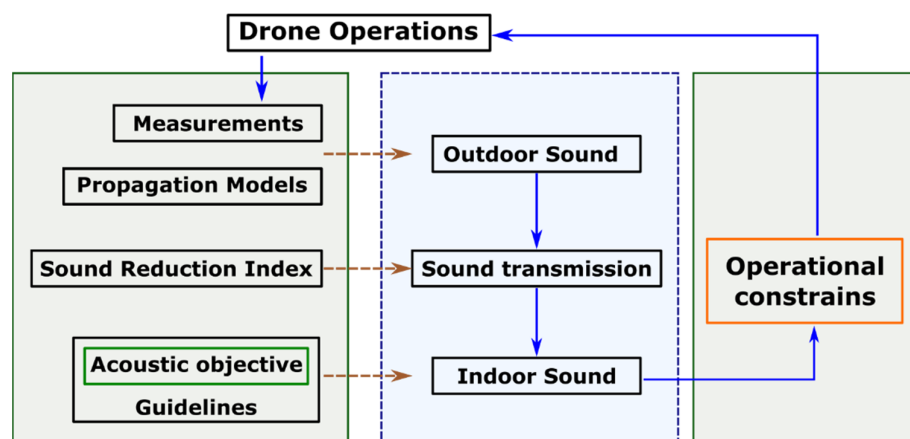 Drone Operations
Measurements
Propagation Models
Sound Reduction Index
Acoustic objective
Guidelines
Outdoor Sound
Sound transmission
Indoor Sound
Operational
constrains